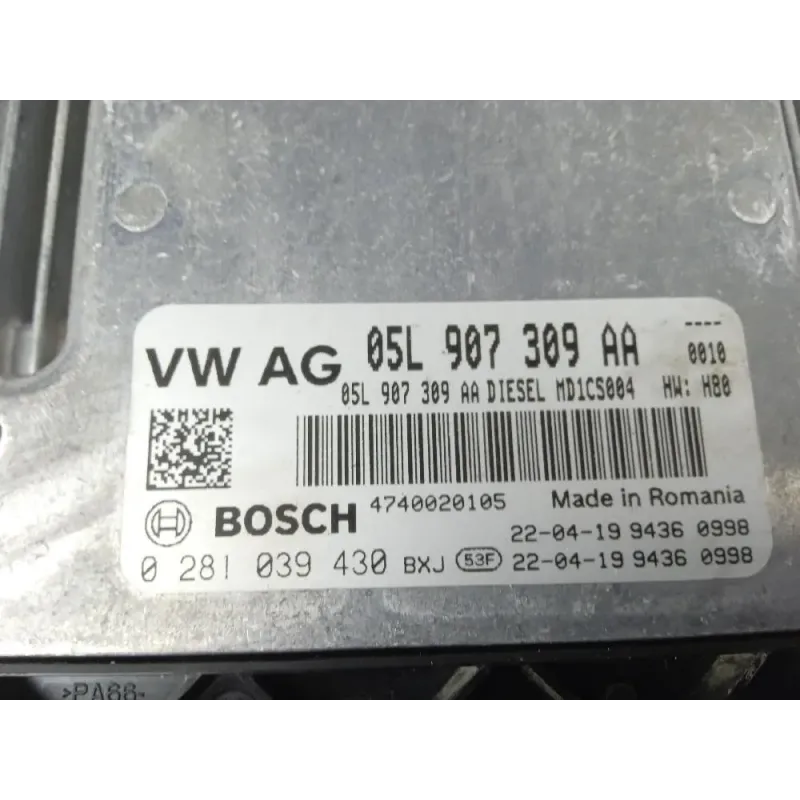 VW AG 05L 907 309 AA ----
0010
05L 907 309 AA DIESEL MD1CS004 HW: H80
4740020105 Made in Romania
BOSCH 22-04-19 9436 0998
0 281 039 430 BXJ 53F 22-04-19 9436 0998
>PA66-